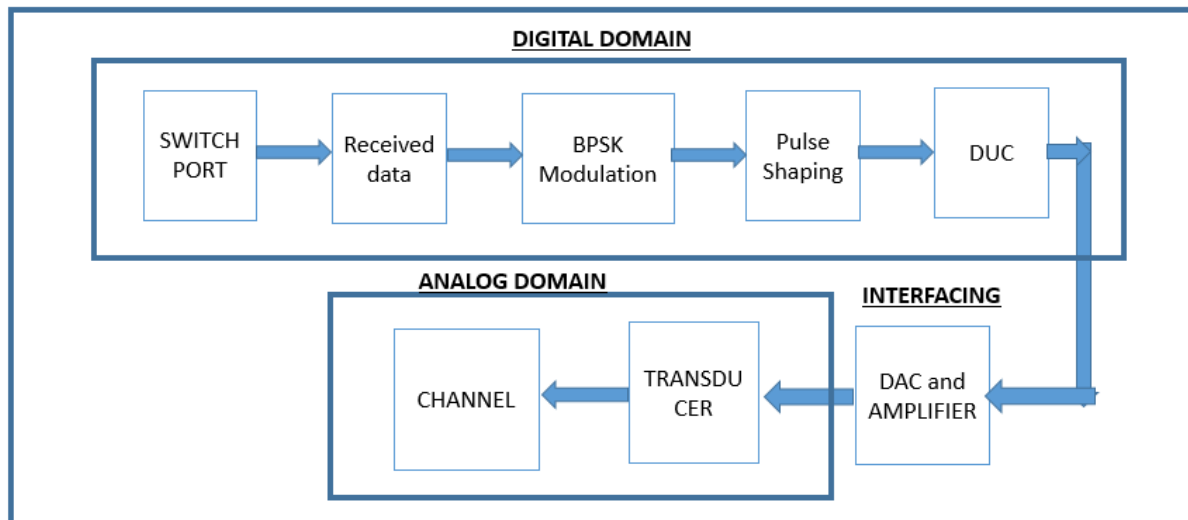 DIGITAL DOMAIN
SWITCH
PORT
Received
data
BPSK
Modulation
Pulse
Shaping
DUC
ANALOG DOMAIN
INTERFACING
CHANNEL
TRANSDU
CER
DAC and
AMPLIFIER